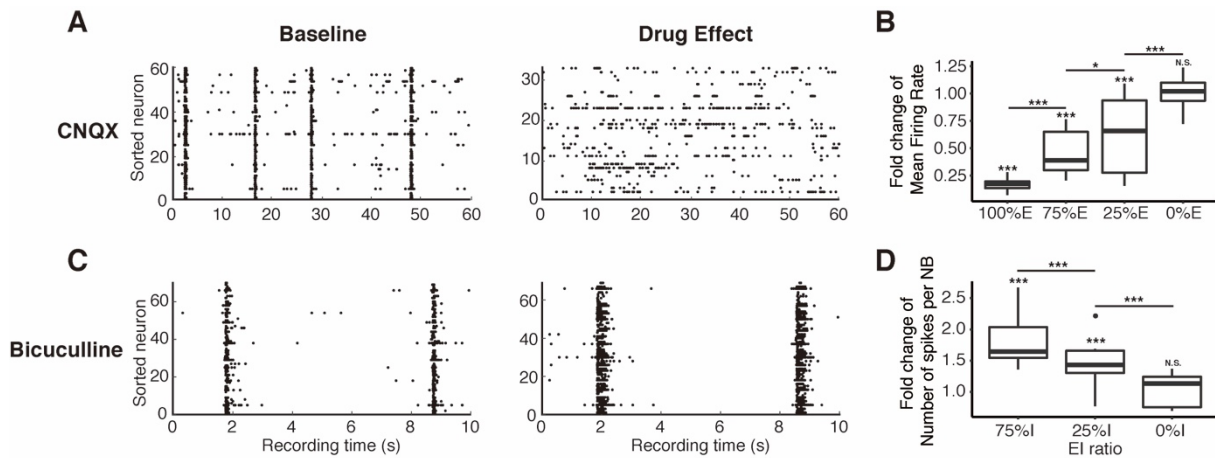 A
Baseline
Drug Effect
B
CNQX
Sorted neuron
60
40
20
0
0 10 20 30 40 50 60
30
20
10
0
0 10 20 30 40 50 60
Fold change of
Mean Firing Rate
1.25
1.00
0.75
0.50
0.25
*** *** *** * *** *** N.S.
100%E 75%E 25%E 0%E
C
D
Bicuculline
Sorted neuron
60
40
20
0
0 2 4 6 8 10
Recording time (s)
60
40
20
0
0 2 4 6 8 10
Recording time (s)
Fold change of
Number of spikes per NB
2.5
2.0
1.5
1.0
*** *** *** *** N.S.
75%I 25%I 0%I
EI ratio